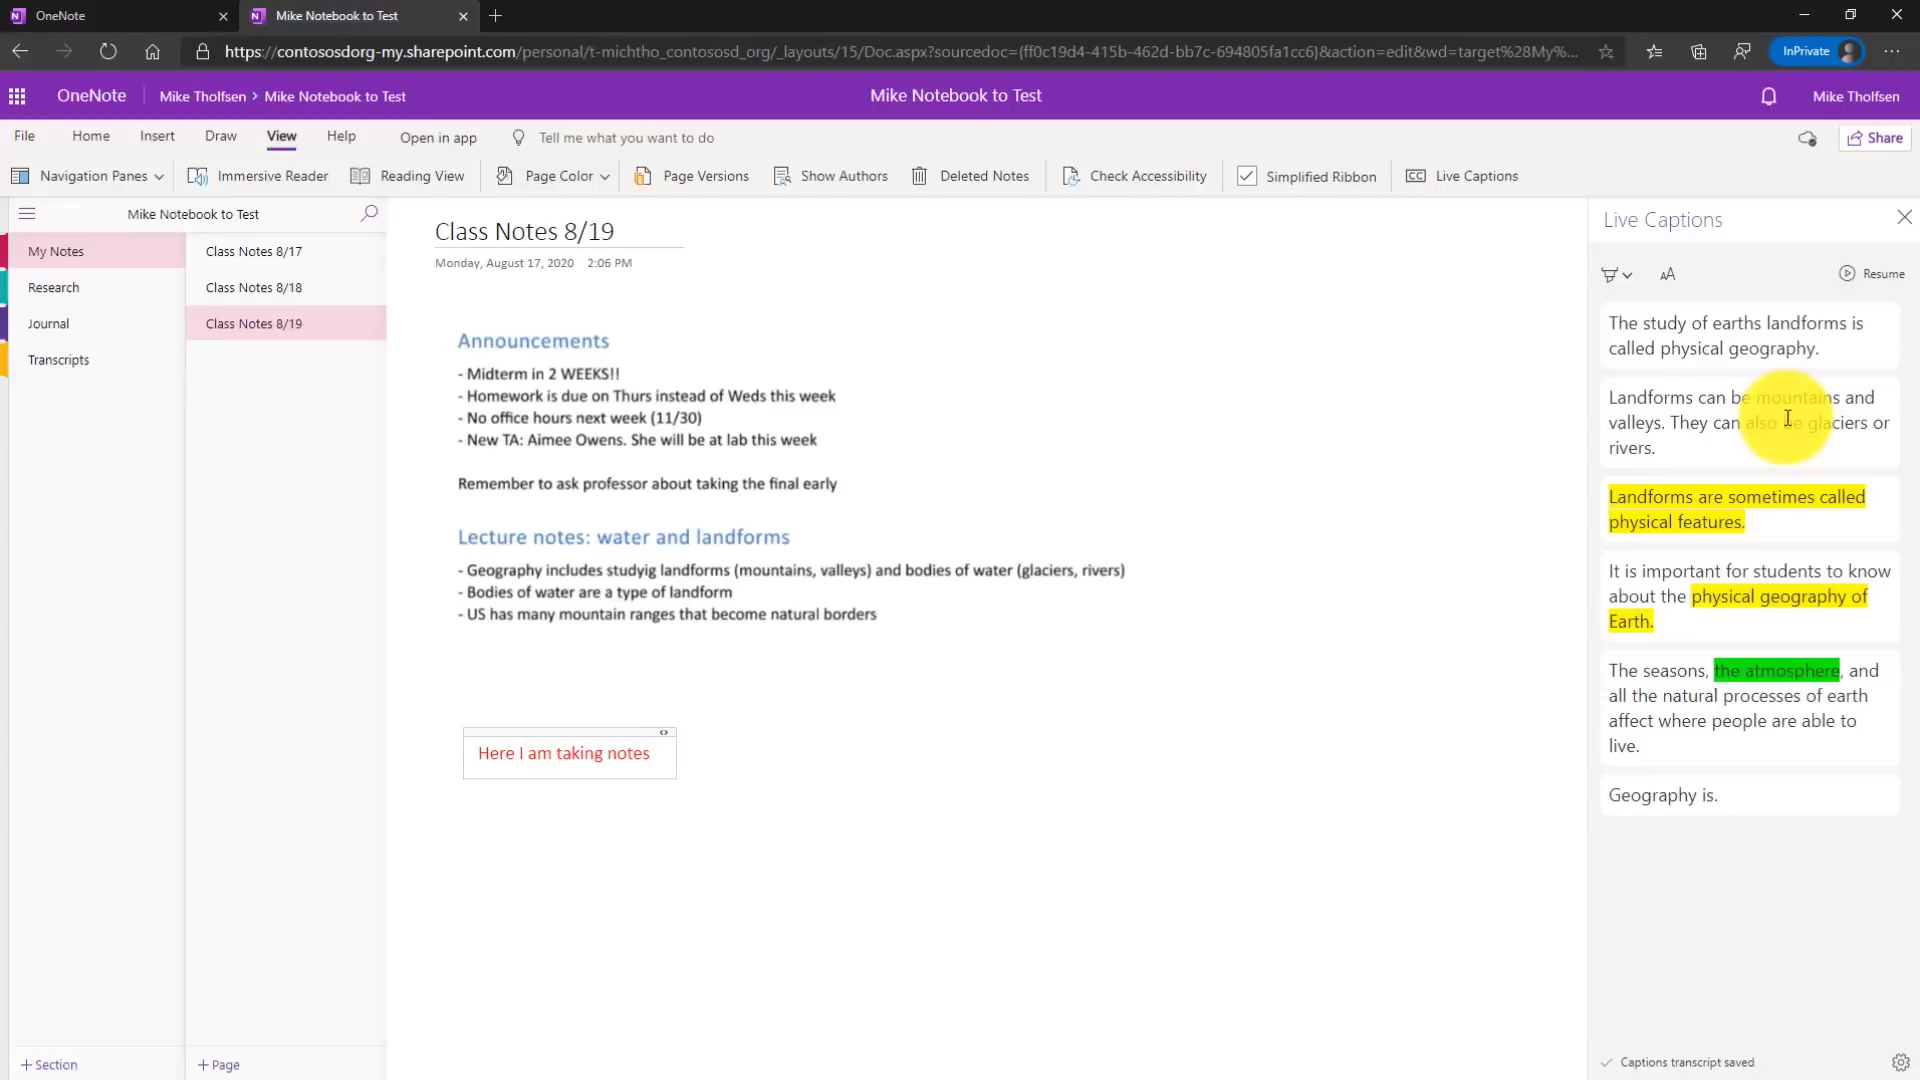 OneNote
Mike Notebook to Test
https://contososdorg-my.sharepoint.com/personal/t-michtho_contososd_org/_layouts/15/Doc.aspx?sourcedoc={ff0c19d4-415b-462d-bb7c-694805fa1cc6}&action=edit&wd=target%28My%...
InPrivate
OneNote
Mike Tholfsen > Mike Notebook to Test
Mike Notebook to Test
Mike Tholfsen
File
Home
Insert
Draw
View
Help
Open in app
Tell me what you want to do
Share
Navigation Panes
Immersive Reader
Reading View
Page Color
Page Versions
Show Authors
Deleted Notes
Check Accessibility
Simplified Ribbon
CC Live Captions
Mike Notebook to Test
My Notes
Research
Journal
Transcripts
+ Section
Class Notes 8/17
Class Notes 8/18
Class Notes 8/19
+ Page
Class Notes 8/19
Monday, August 17, 2020 2:06 PM
Announcements
- Midterm in 2 WEEKS!!
- Homework is due on Thurs instead of Weds this week
- No office hours next week (11/30)
- New TA: Aimee Owens. She will be at lab this week
Remember to ask professor about taking the final early
Lecture notes: water and landforms
- Geography includes studyig landforms (mountains, valleys) and bodies of water (glaciers, rivers)
- Bodies of water are a type of landform
- US has many mountain ranges that become natural borders
Here I am taking notes
Live Captions
AA
Resume
The study of earths landforms is
called physical geography.
Landforms can be mountains and
valleys. They can also be glaciers or
rivers.
Landforms are sometimes called
physical features.
It is important for students to know
about the physical geography of
Earth.
The seasons, the atmosphere, and
all the natural processes of earth
affect where people are able to
live.
Geography is.
Captions transcript saved